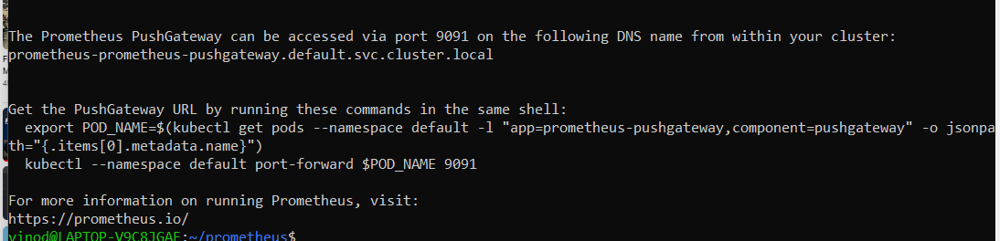 The Prometheus PushGateway can be accessed via port 9091 on the following DNS name from within your cluster:
prometheus-prometheus-pushgateway.default.svc.cluster.local
Get the PushGateway URL by running these commands in the same shell:
export POD_NAME=$(kubectl get pods --namespace default -l "app=prometheus-pushgateway,component=pushgateway" -o jsonpa
th="{.items[0].metadata.name}")
kubectl --namespace default port-forward $POD_NAME 9091
For more information on running Prometheus, visit:
https://prometheus.io/
vinod@LAPTOP-V9C8JGAE:~/prometheus$